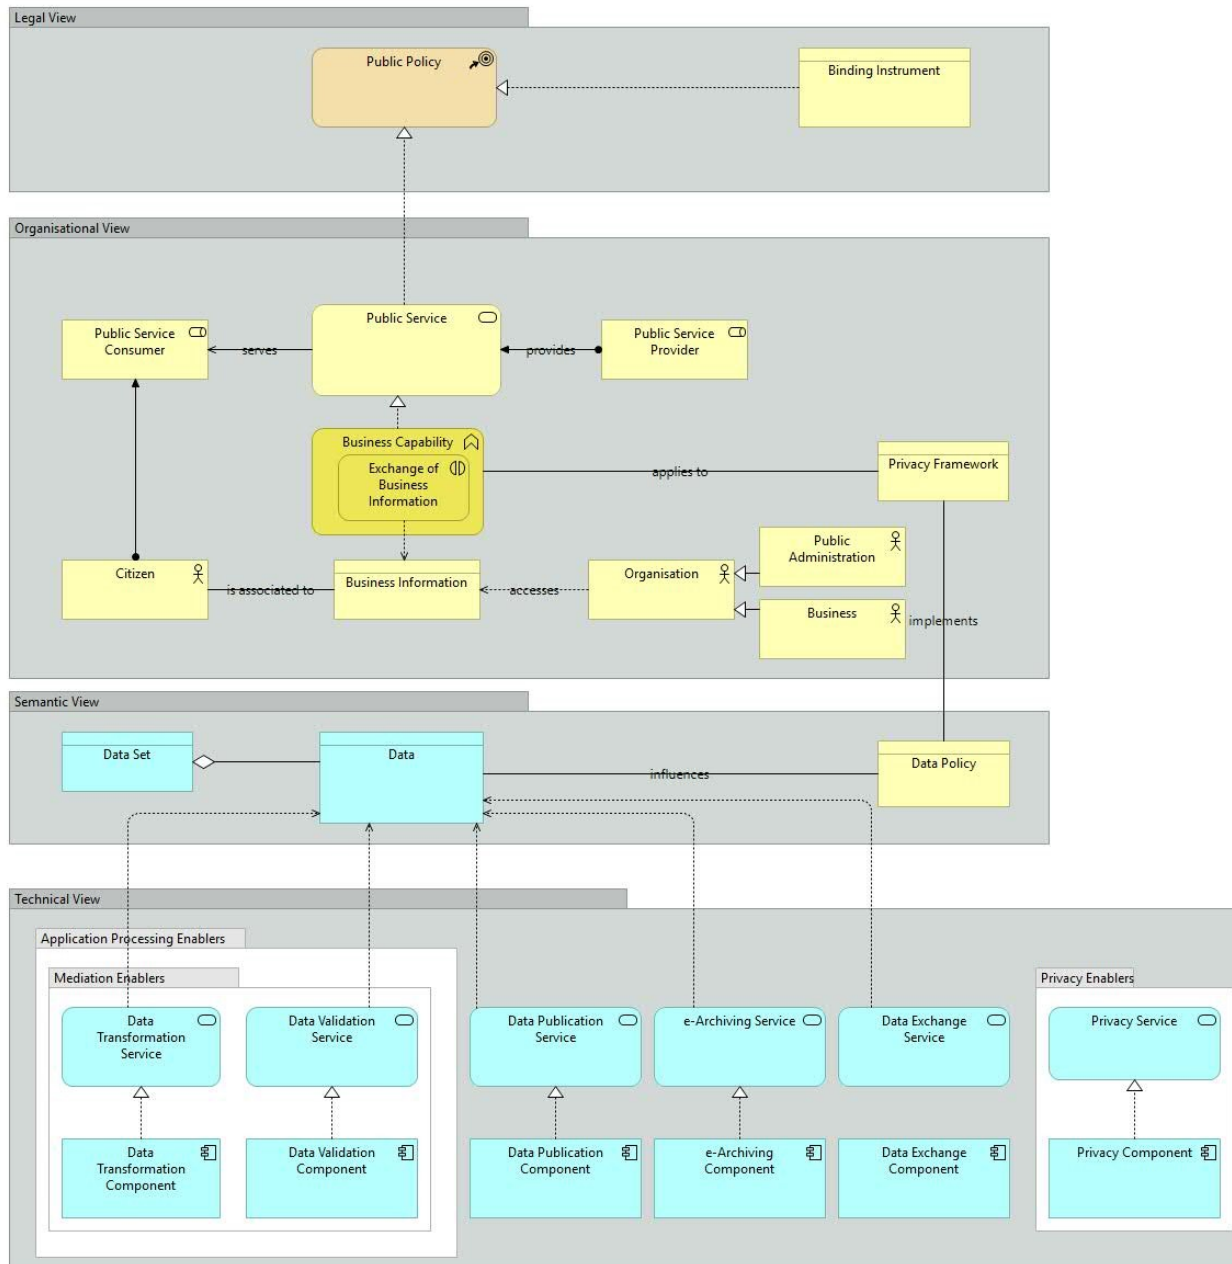 Legal View
Public Policy
Binding Instrument
Organisational View
Public Service
Consumer
serves
Public Service
provides
Public Service
Provider
Business Capability
Exchange of
Business
Information
applies to
Privacy Framework
Citizen
is associated to
Business Information
accesses
Organisation
Public
Administration
Business
implements
Semantic View
Data Set
Data
influences
Data Policy
Technical View
Application Processing Enablers
Mediation Enablers
Privacy Enablers
Data
Transformation
Service
Data Validation
Service
Data Publication
Service
e-Archiving Service
Data Exchange
Service
Privacy Service
Data
Transformation
Component
Data Validation
Component
Data Publication
Component
e-Archiving
Component
Data Exchange
Component
Privacy Component